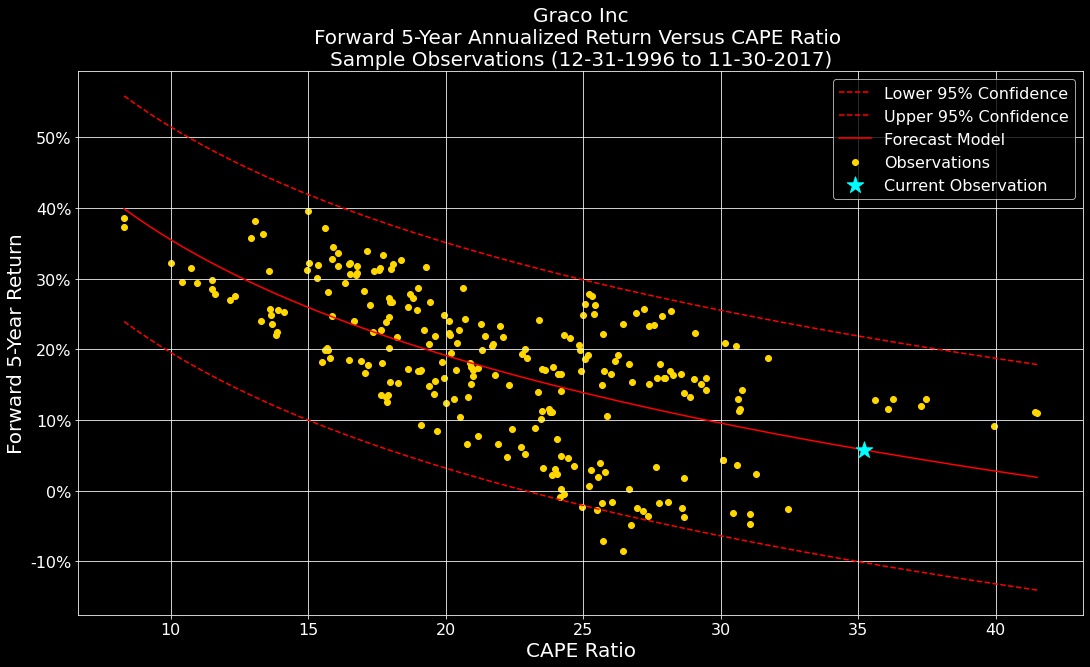 Graco Inc
Forward 5-Year Annualized Return Versus CAPE Ratio
Sample Observations (12-31-1996 to 11-30-2017)
Lower 95% Confidence
Upper 95% Confidence
Forecast Model
Observations
Current Observation
Forward 5-Year Return
50%
40%
30%
20%
10%
0%
-10%
10 15 20 25 30 35 40
CAPE Ratio